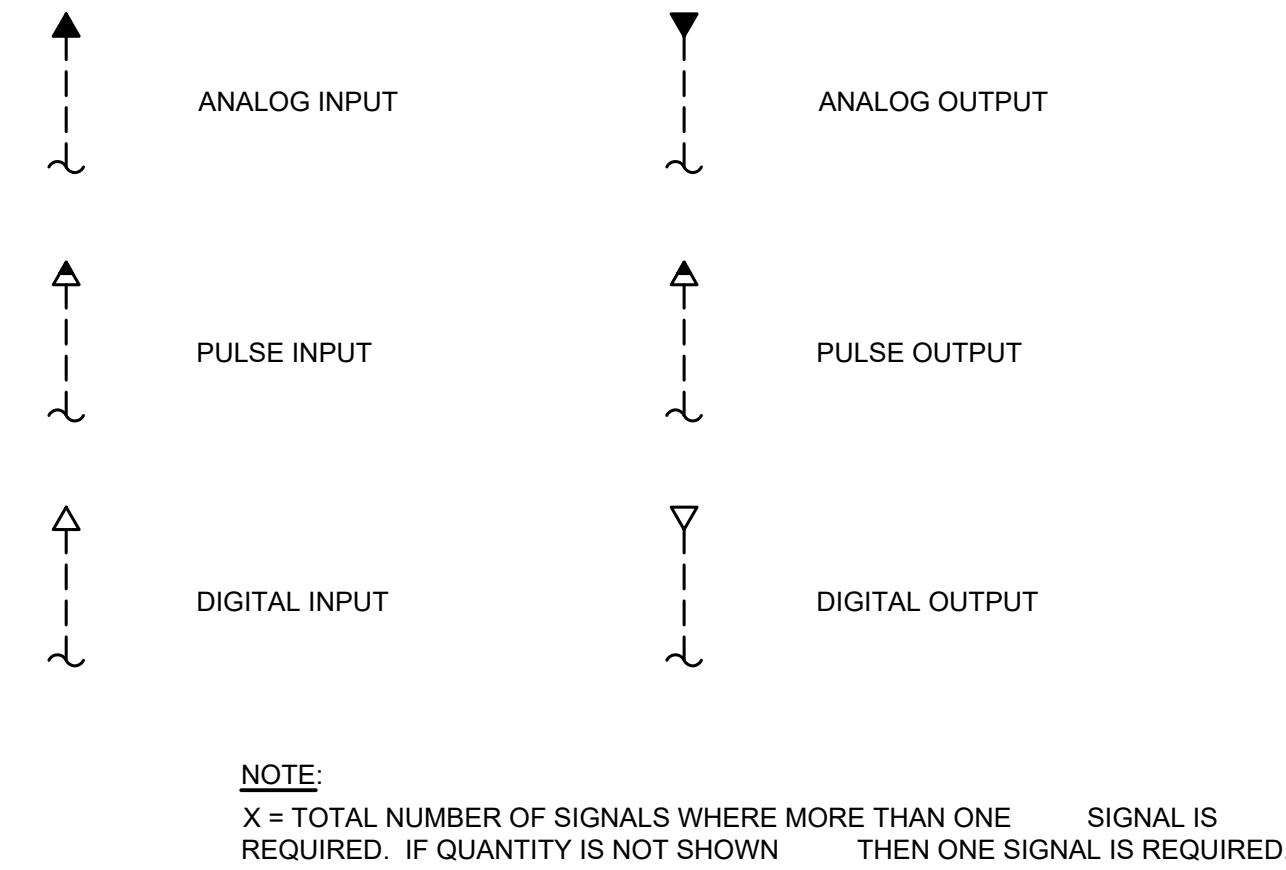 ANALOG INPUT
ANALOG OUTPUT
PULSE INPUT
PULSE OUTPUT
DIGITAL INPUT
DIGITAL OUTPUT
NOTE:
X = TOTAL NUMBER OF SIGNALS WHERE MORE THAN ONE SIGNAL IS
REQUIRED. IF QUANTITY IS NOT SHOWN THEN ONE SIGNAL IS REQUIRED.